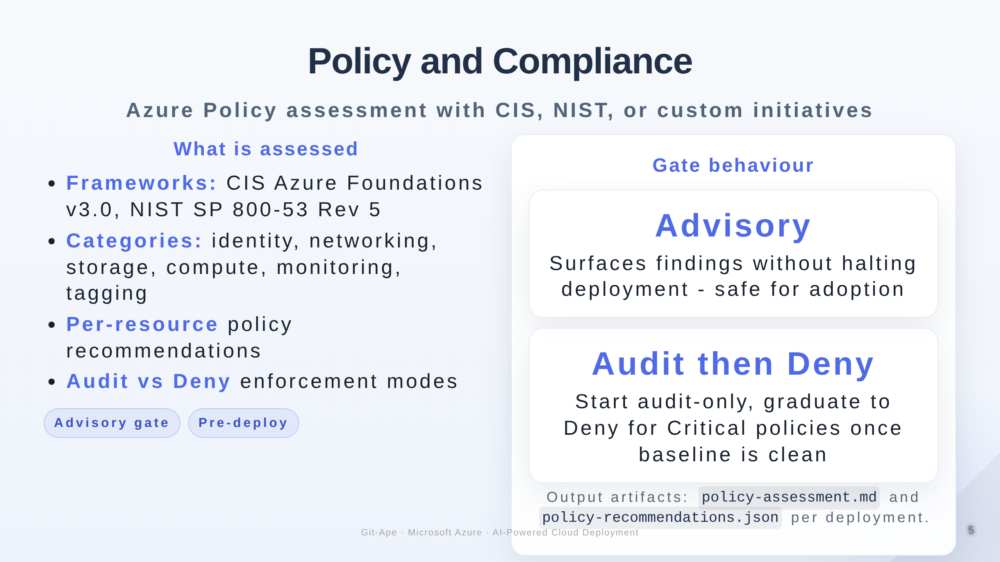 Policy and Compliance
Azure Policy assessment with CIS, NIST, or custom initiatives
What is assessed
• Frameworks: CIS Azure Foundations
v3.0, NIST SP 800-53 Rev 5
• Categories: identity, networking,
storage, compute, monitoring,
tagging
• Per-resource policy
recommendations
• Audit vs Deny enforcement modes
Advisory gate
Pre-deploy
Gate behaviour
Advisory
Surfaces findings without halting
deployment - safe for adoption
Audit then Deny
Start audit-only, graduate to
Deny for Critical policies once
baseline is clean
Output artifacts: policy-assessment.md and
policy-recommendations.json per deployment.
Git-Ape · Microsoft Azure · AI-Powered Cloud Deployment
5